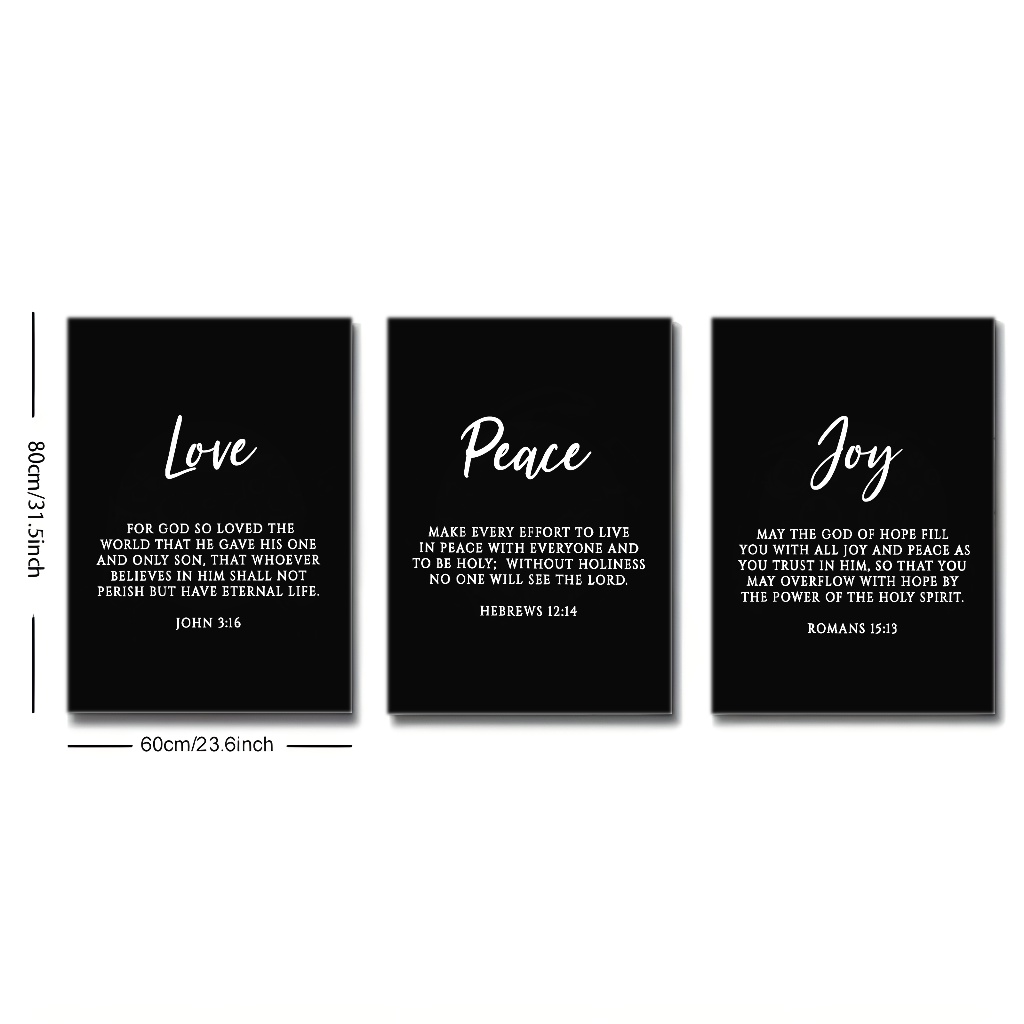 Love
FOR GOD SO LOVED THE
WORLD THAT HE GAVE HIS ONE
AND ONLY SON, THAT WHOEVER
BELIEVES IN HIM SHALL NOT
PERISH BUT HAVE ETERNAL LIFE.
JOHN 3:16
Peace
MAKE EVERY EFFORT TO LIVE
IN PEACE WITH EVERYONE AND
TO BE HOLY; WITHOUT HOLINESS
NO ONE WILL SEE THE LORD.
HEBREWS 12:14
Joy
MAY THE GOD OF HOPE FILL
YOU WITH ALL JOY AND PEACE AS
YOU TRUST IN HIM, SO THAT YOU
MAY OVERFLOW WITH HOPE BY
THE POWER OF THE HOLY SPIRIT.
ROMANS 15:13
80cm/31.5inch
60cm/23.6inch